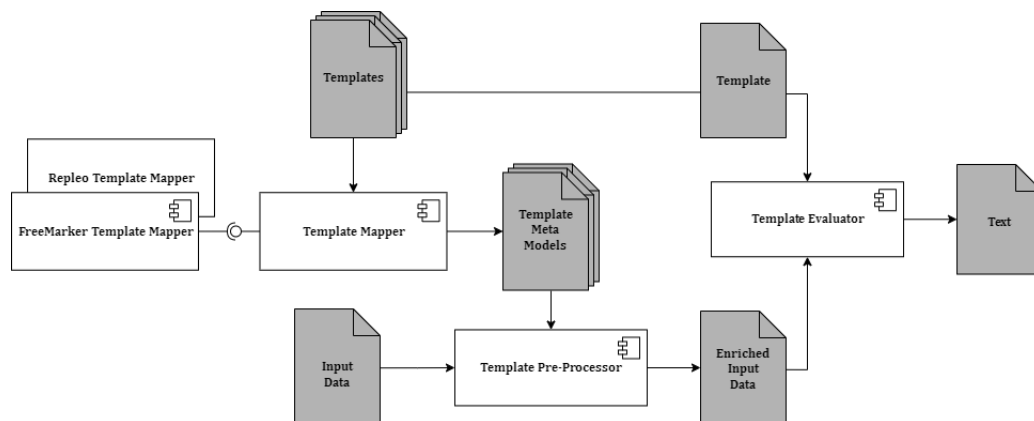 Templates
Template
Repleo Template Mapper
FreeMarker Template Mapper
Template Mapper
Template
Meta
Models
Template Evaluator
Text
Input
Data
Template Pre-Processor
Enriched
Input
Data